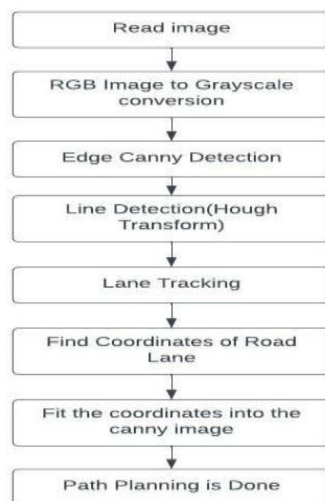 Read image
RGB Image to Grayscale
conversion
Edge Canny Detection
Line Detection(Hough
Transform)
Lane Tracking
Find Coordinates of Road
Lane
Fit the coordinates into the
canny image
Path Planning is Done